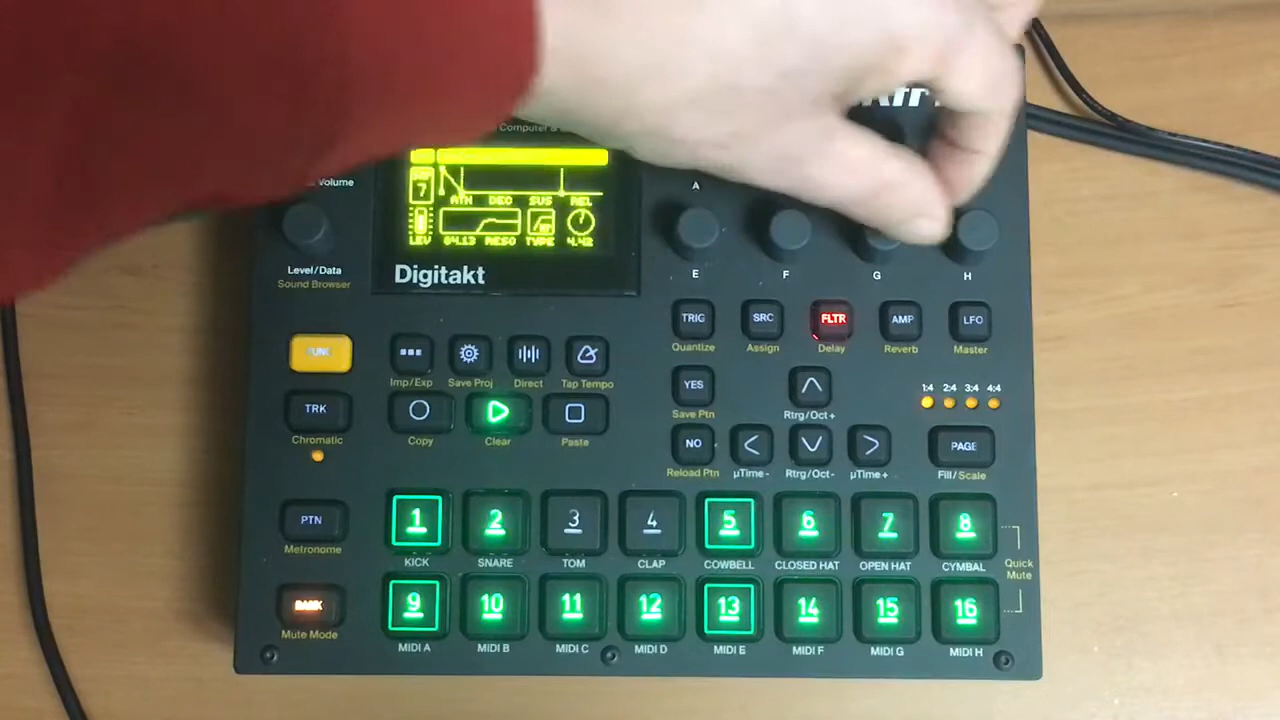 Computer &
Volume
7
ATK DEC SUS REL
LEV 84.13 RESO TYPE 4.42
Digitakt
A
E F G H
Level/Data
Sound Browser
TRIG SRC FLTR AMP LFO
Quantize Assign Delay Reverb Master
FUNC
Imp/Exp Save Proj Direct Tap Tempo
YES
Save Ptn Rtrg/Oct+
1:4 2:4 3:4 4:4
TRK
Chromatic Copy Clear Paste
NO PAGE
Reload Ptn μTime- Rtrg/Oct- μTime+ Fill/Scale
PTN 1 2 3 4 5 6 7 8
Metronome KICK SNARE TOM CLAP COWBELL CLOSED HAT OPEN HAT CYMBAL
Quick
Mute
BANK 9 10 11 12 13 14 15 16
Mute Mode MIDI A MIDI B MIDI C MIDI D MIDI E MIDI F MIDI G MIDI H